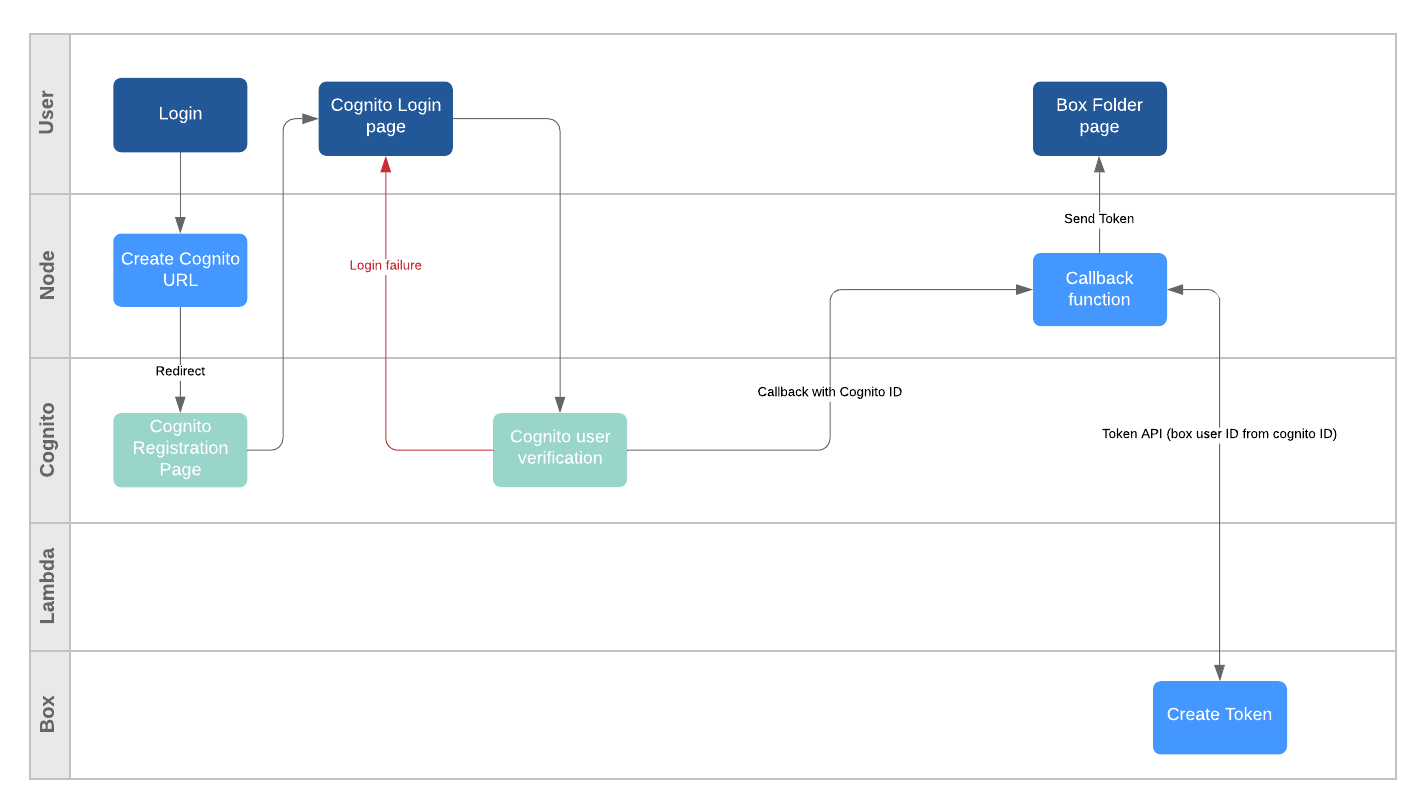 User
Login
Cognito Login
page
Box Folder
page
Node
Create Cognito
URL
Login failure
Send Token
Callback
function
Redirect
Cognito
Cognito
Registration
Page
Cognito user
verification
Callback with Cognito ID
Token API (box user ID from cognito ID)
Lambda
Box
Create Token